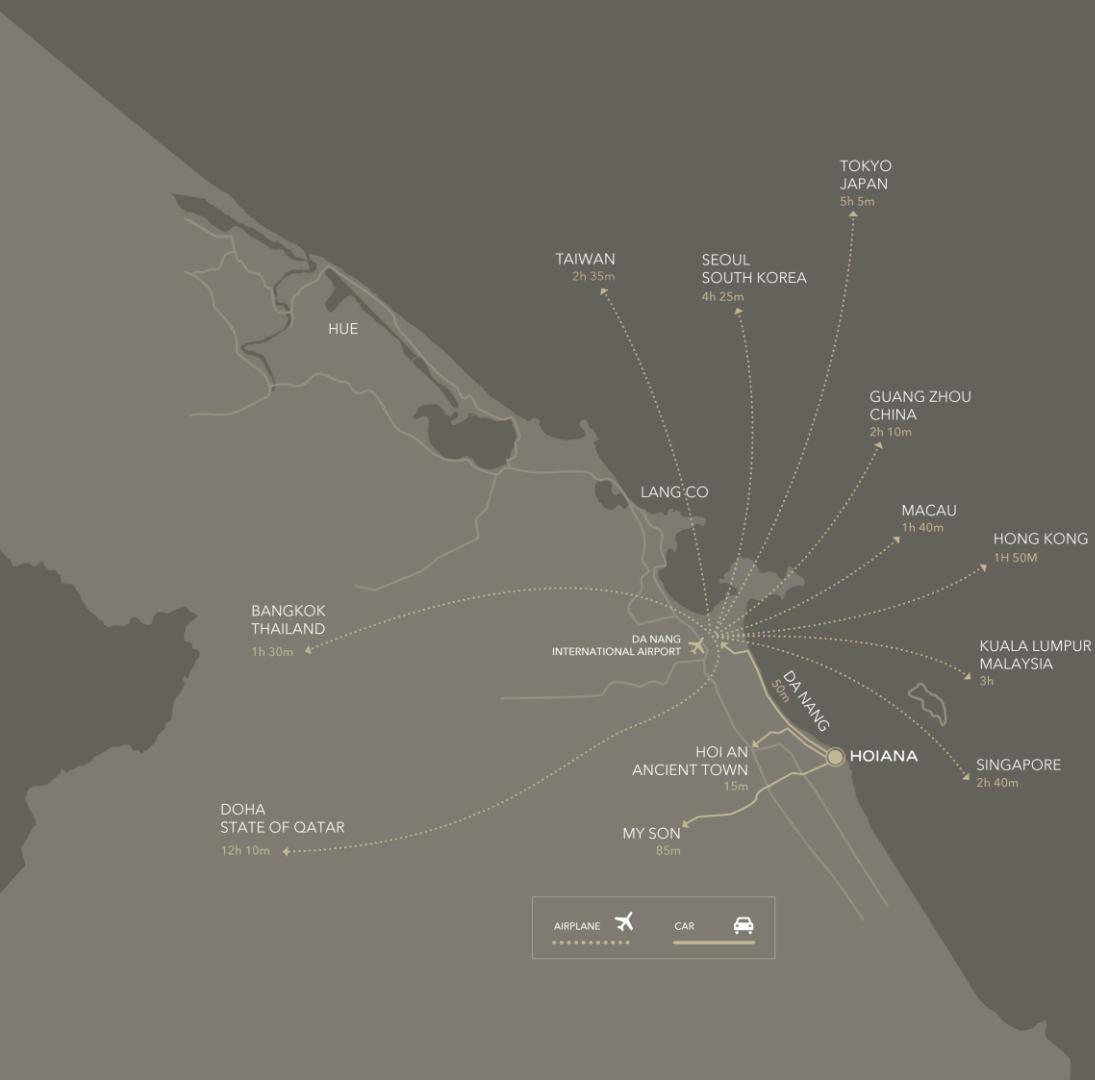 TOKYO
JAPAN
5h 5m
TAIWAN
2h 35m
SEOUL
SOUTH KOREA
4h 25m
HUE
GUANG ZHOU
CHINA
2h 10m
LANG CO
MACAU
1h 40m
HONG KONG
1H 50M
BANGKOK
THAILAND
1h 30m
DA NANG
INTERNATIONAL AIRPORT
KUALA LUMPUR
MALAYSIA
3h
DA NANG
50m
HOI AN
ANCIENT TOWN
15m
HOIANA
SINGAPORE
2h 40m
DOHA
STATE OF QATAR
12h 10m
MY SON
85m
AIRPLANE
CAR